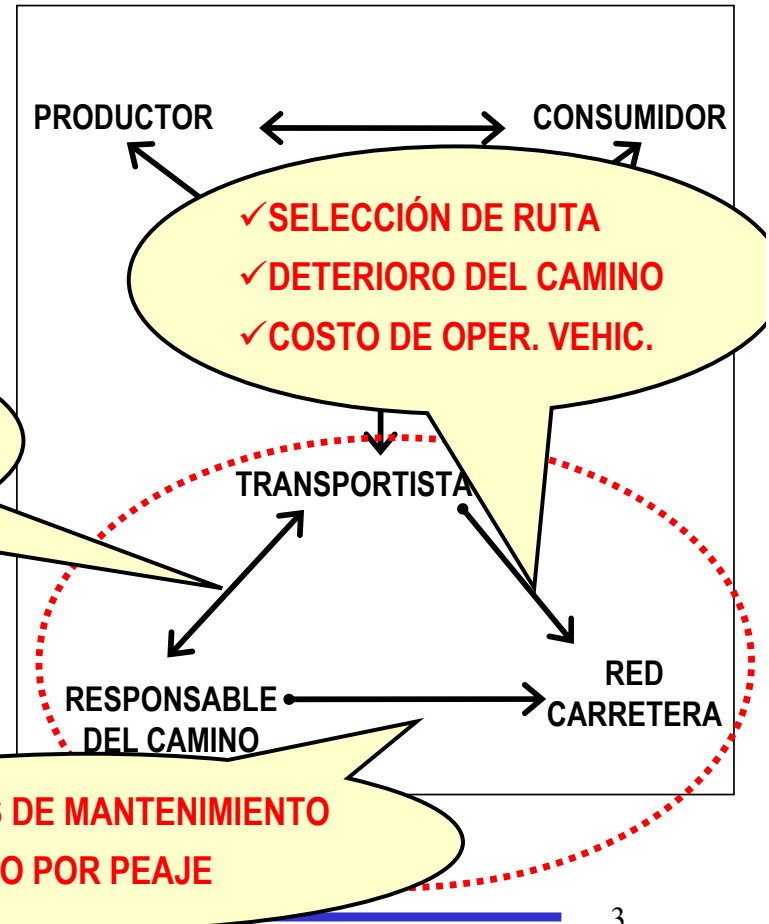 PRODUCTOR CONSUMIDOR
✓SELECCIÓN DE RUTA
✓DETERIORO DEL CAMINO
✓COSTO DE OPER. VEHIC.
TRANSPORTISTA
RESPONSABLE
DEL CAMINO
RED
CARRETERA
DE MANTENIMIENTO
POR PEAJE
3